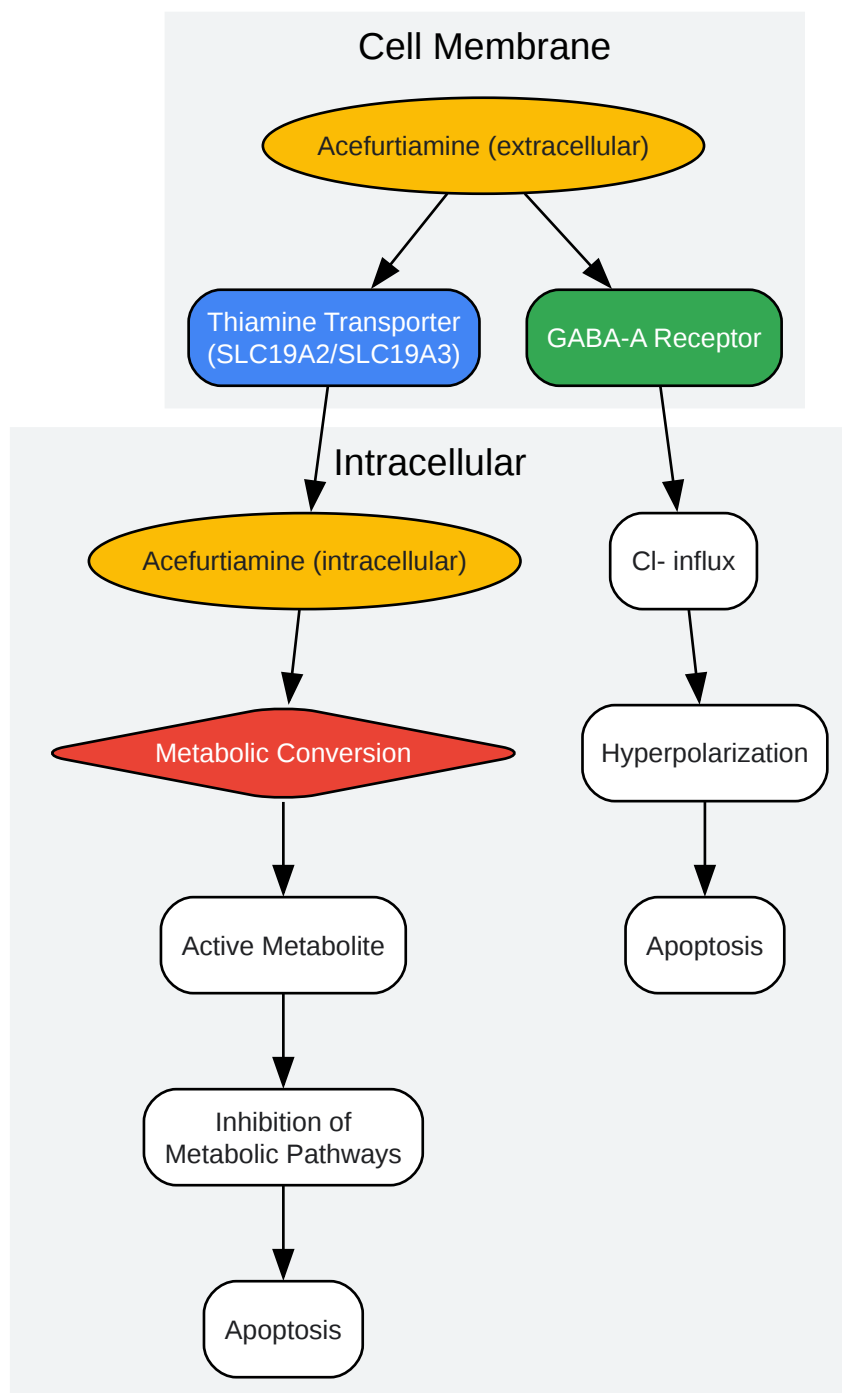 Cell Membrane
Acefurtiamine (extracellular)
Thiamine Transporter
(SLC19A2/SLC19A3)
GABA-A Receptor
Intracellular
Acefurtiamine (intracellular)
Cl- influx
Metabolic Conversion
Hyperpolarization
Active Metabolite
Apoptosis
Inhibition of
Metabolic Pathways
Apoptosis